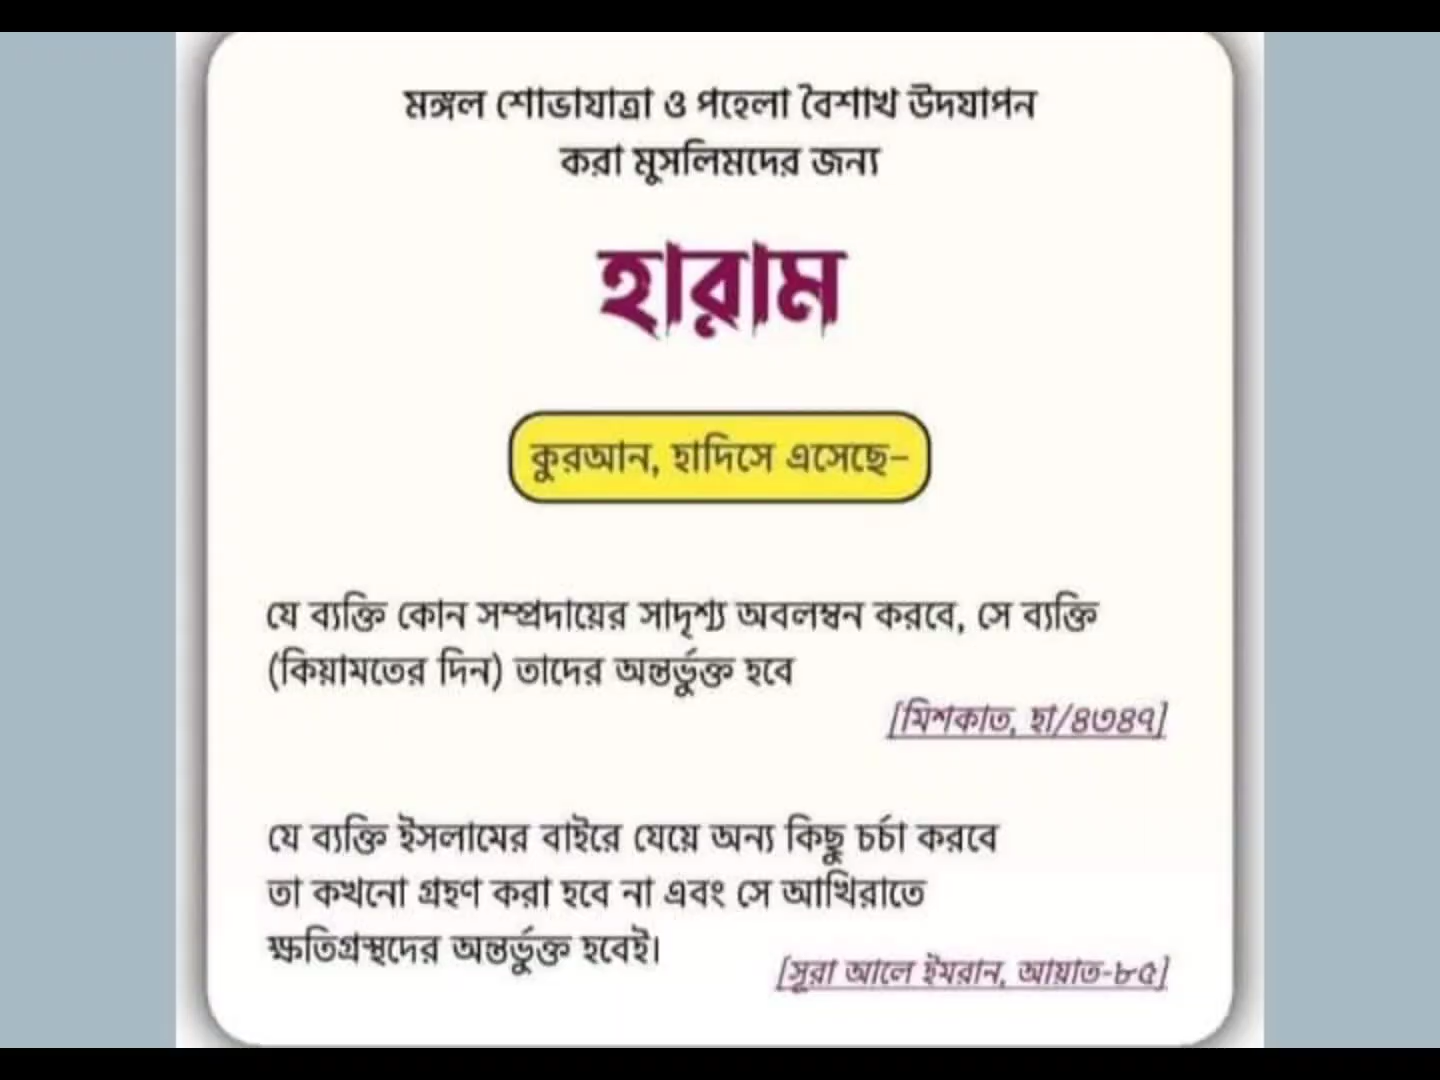 মঙ্গল শোভাযাত্রা ও পহেলা বৈশাখ উদযাপন
করা মুসলিমদের জন্য
হারাম
কুরআন, হাদিসে এসেছে–
যে ব্যক্তি কোন সম্প্রদায়ের সাদৃশ্য অবলম্বন করবে, সে ব্যক্তি
(কিয়ামতের দিন) তাদের অন্তর্ভুক্ত হবে
[মিশকাত, হা/৪৩৪৭]
যে ব্যক্তি ইসলামের বাইরে যেয়ে অন্য কিছু চর্চা করবে
তা কখনো গ্রহণ করা হবে না এবং সে আখিরাতে
ক্ষতিগ্রস্থদের অন্তর্ভুক্ত হবেই।
[সূরা আলে ইমরান, আয়াত-৮৫]